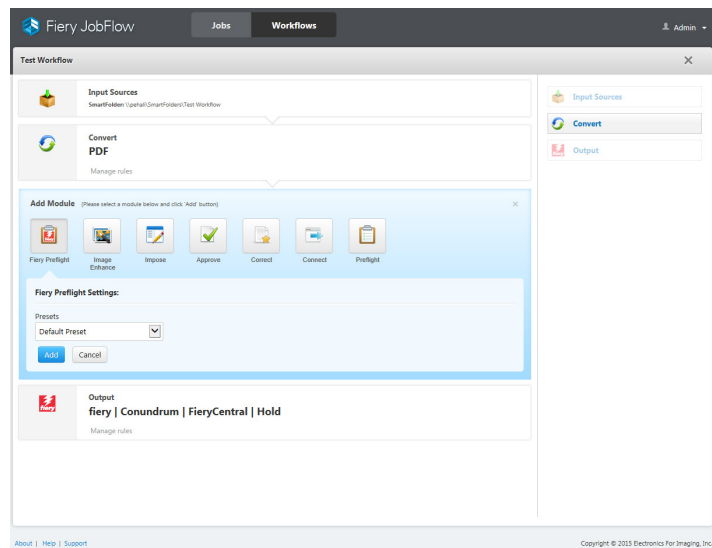 Fiery JobFlow
Jobs
Workflows
Admin
Test Workflow
Input Sources
SmartFolder: \\pehall\SmartFolders\Test Workflow
Convert
PDF
Manage rules
Add Module (Please select a module below and click 'Add' button)
Fiery Preflight
Image Enhance
Impose
Approve
Correct
Connect
Preflight
Fiery Preflight Settings:
Presets
Default Preset
Add
Cancel
Output
fiery | Conundrum | FieryCentral | Hold
Manage rules
Input Sources
Convert
Output
About | Help | Support
Copyright © 2015 Electronics For Imaging, Inc.